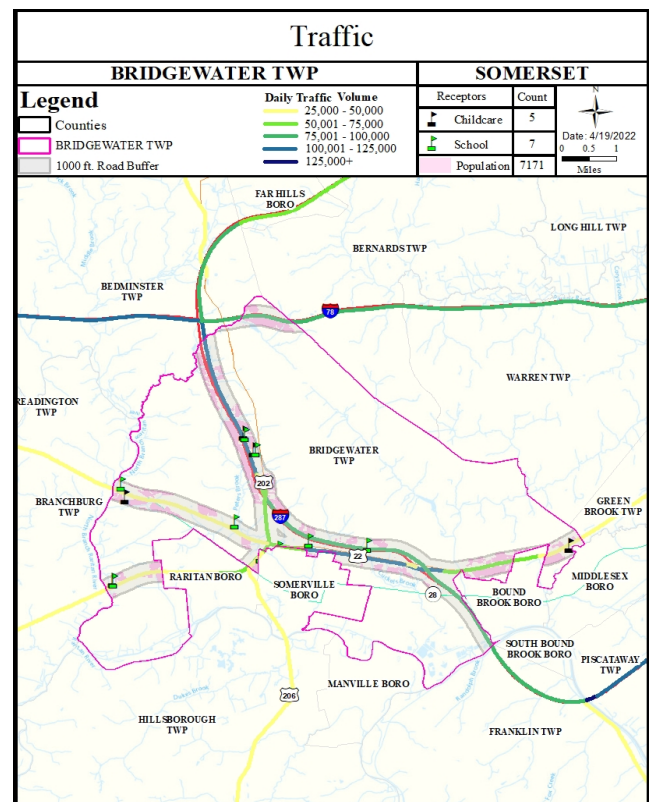 Traffic
BRIDGEWATER TWP
SOMERSET
Legend
Counties
BRIDGEWATER TWP
1000 ft. Road Buffer
Daily Traffic Volume
25,000 - 50,000
50,001 - 75,000
75,001 - 100,000
100,001 - 125,000
125,000+
Receptors Count
Childcare 5
School 7
Population 7171
N
Date: 4/19/2022
0 0.5 1
Miles
FAR HILLS
BORO
LONG HILL TWP
BERNARDS TWP
BEDMINSTER
TWP
78
WARREN TWP
READINGTON
TWP
BRIDGEWATER
TWP
202
BRANCHBURG
TWP
GREEN
BROOK TWP
287
22
RARITAN BORO
SOMERVILLE
BORO
MIDDLESEX
BORO
BOUND
BROOK BORO
28
SOUTH BOUND
BROOK BORO
PISCATAWAY
TWP
MANVILLE BORO
206
HILLSBOROUGH
TWP
FRANKLIN TWP